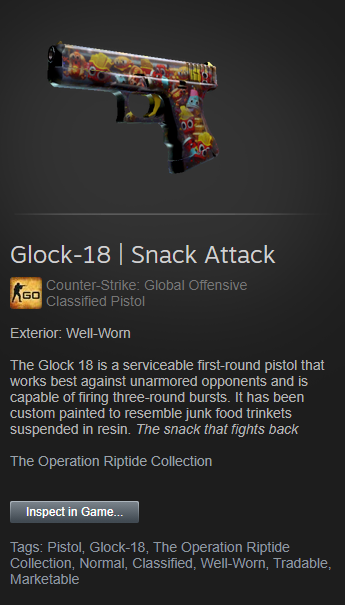 Glock-18 | Snack Attack
GO
Counter-Strike: Global Offensive
Classified Pistol
Exterior: Well-Worn
The Glock 18 is a serviceable first-round pistol that
works best against unarmored opponents and is
capable of firing three-round bursts. It has been
custom painted to resemble junk food trinkets
suspended in resin. The snack that fights back
The Operation Riptide Collection
Inspect in Game...
Tags: Pistol, Glock-18, The Operation Riptide
Collection, Normal, Classified, Well-Worn, Tradable,
Marketable